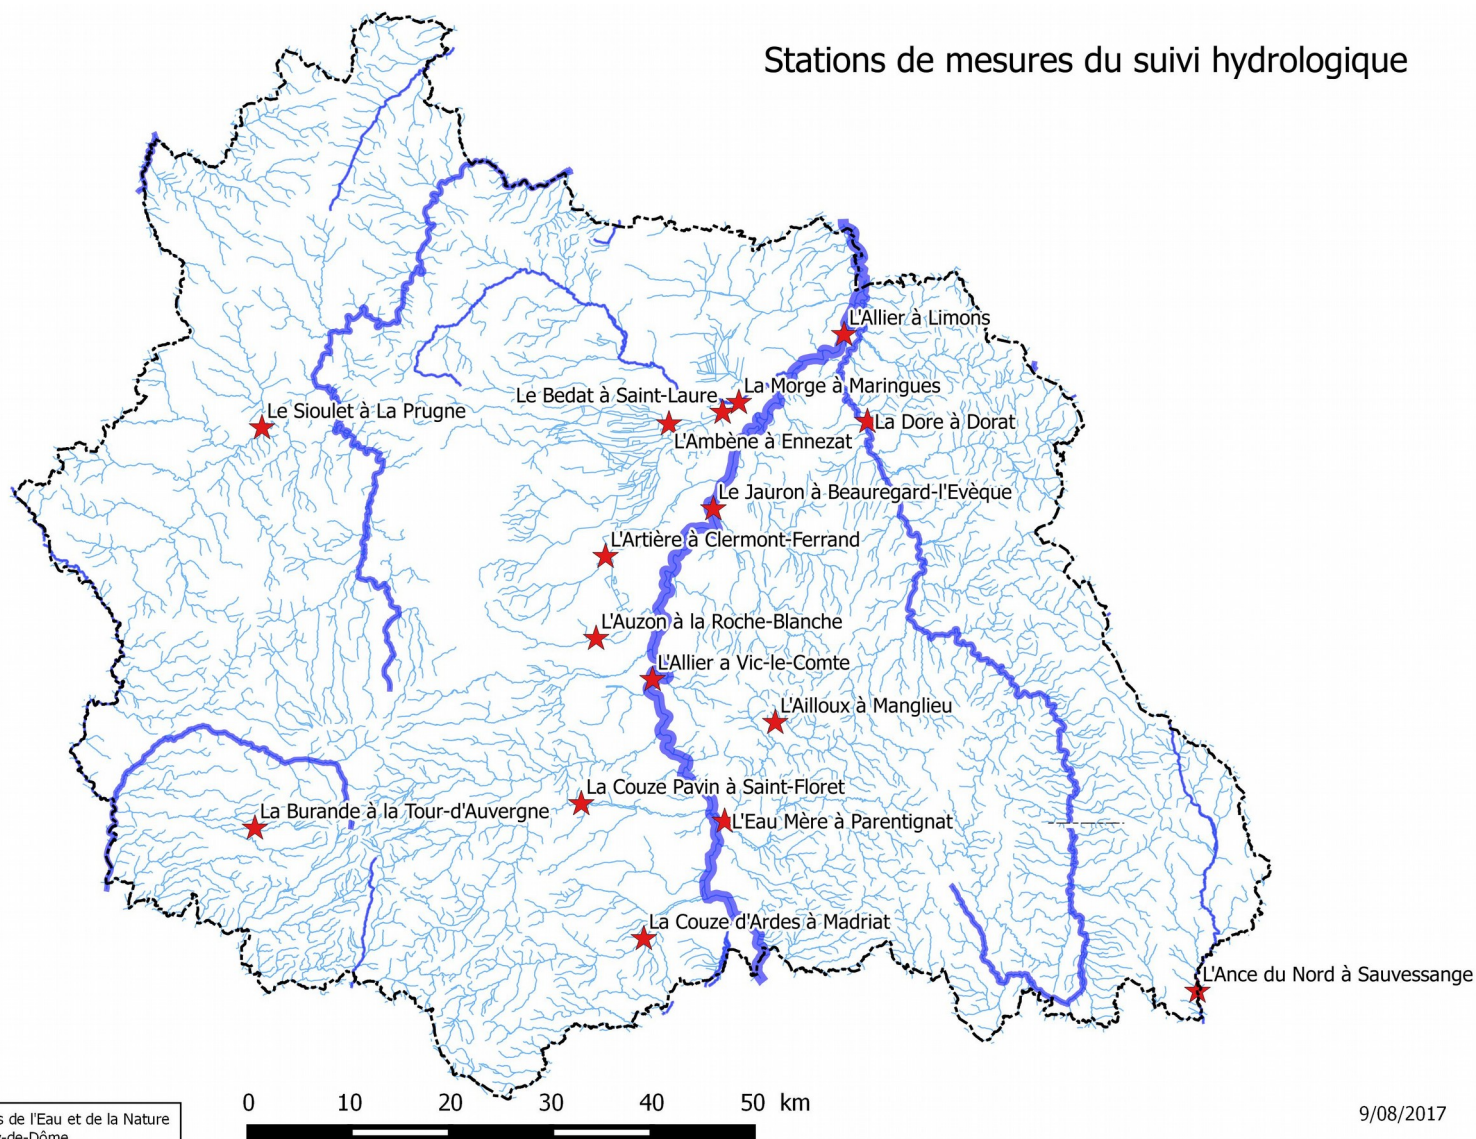 Stations de mesures du suivi hydrologique
L'Allier à Limons
La Morge à Maringues
Le Bedat à Saint-Laure
Le Sioulet à La Prugne
La Dore à Dorat
L'Ambène à Ennezat
Le Jauron à Beauregard-l'Evèque
L'Artière à Clermont-Ferrand
L'Auzon à la Roche-Blanche
L'Allier a Vic-le-Comte
L'Ailloux à Manglieu
La Couze Pavin à Saint-Floret
La Burande à la Tour-d'Auvergne
L'Eau Mère à Parentignat
La Couze d'Ardes à Madriat
L'Ance du Nord à Sauvessange
0 10 20 30 40 50 km
s de l'Eau et de la Nature
y-de-Dôme
9/08/2017